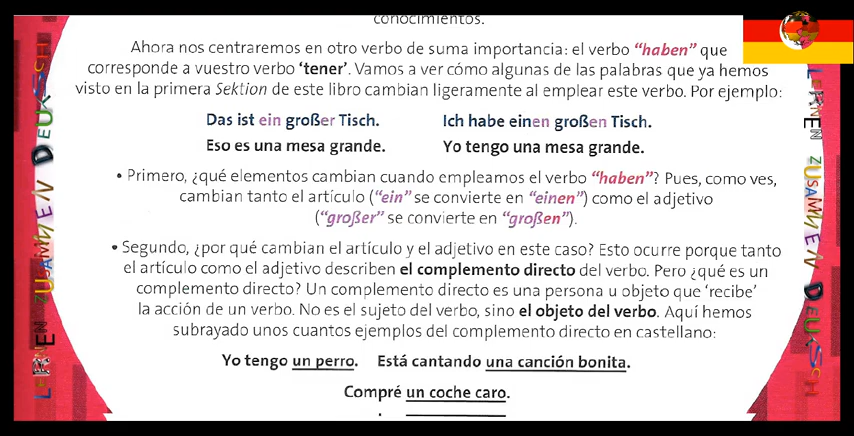 conocimientos.
Ahora nos centraremos en otro verbo de suma importancia: el verbo “haben” que
corresponde a vuestro verbo ‘tener’. Vamos a ver cómo algunas de las palabras que ya hemos
visto en la primera Sektion de este libro cambian ligeramente al emplear este verbo. Por ejemplo:
Das ist ein großer Tisch. Ich habe einen großen Tisch.
Eso es una mesa grande. Yo tengo una mesa grande.
• Primero, ¿qué elementos cambian cuando empleamos el verbo “haben”? Pues, como ves,
cambian tanto el artículo (“ein” se convierte en “einen”) como el adjetivo
(“großer” se convierte en “großen”).
• Segundo, ¿por qué cambian el artículo y el adjetivo en este caso? Esto ocurre porque tanto
el artículo como el adjetivo describen el complemento directo del verbo. Pero ¿qué es un
complemento directo? Un complemento directo es una persona u objeto que ‘recibe’
la acción de un verbo. No es el sujeto del verbo, sino el objeto del verbo. Aquí hemos
subrayado unos cuantos ejemplos del complemento directo en castellano:
Yo tengo un perro. Está cantando una canción bonita.
Compré un coche caro.
LERNEN ZUSAMMEN DEUKSCH
LERNEN ZUSAMMEN DEUKSCH